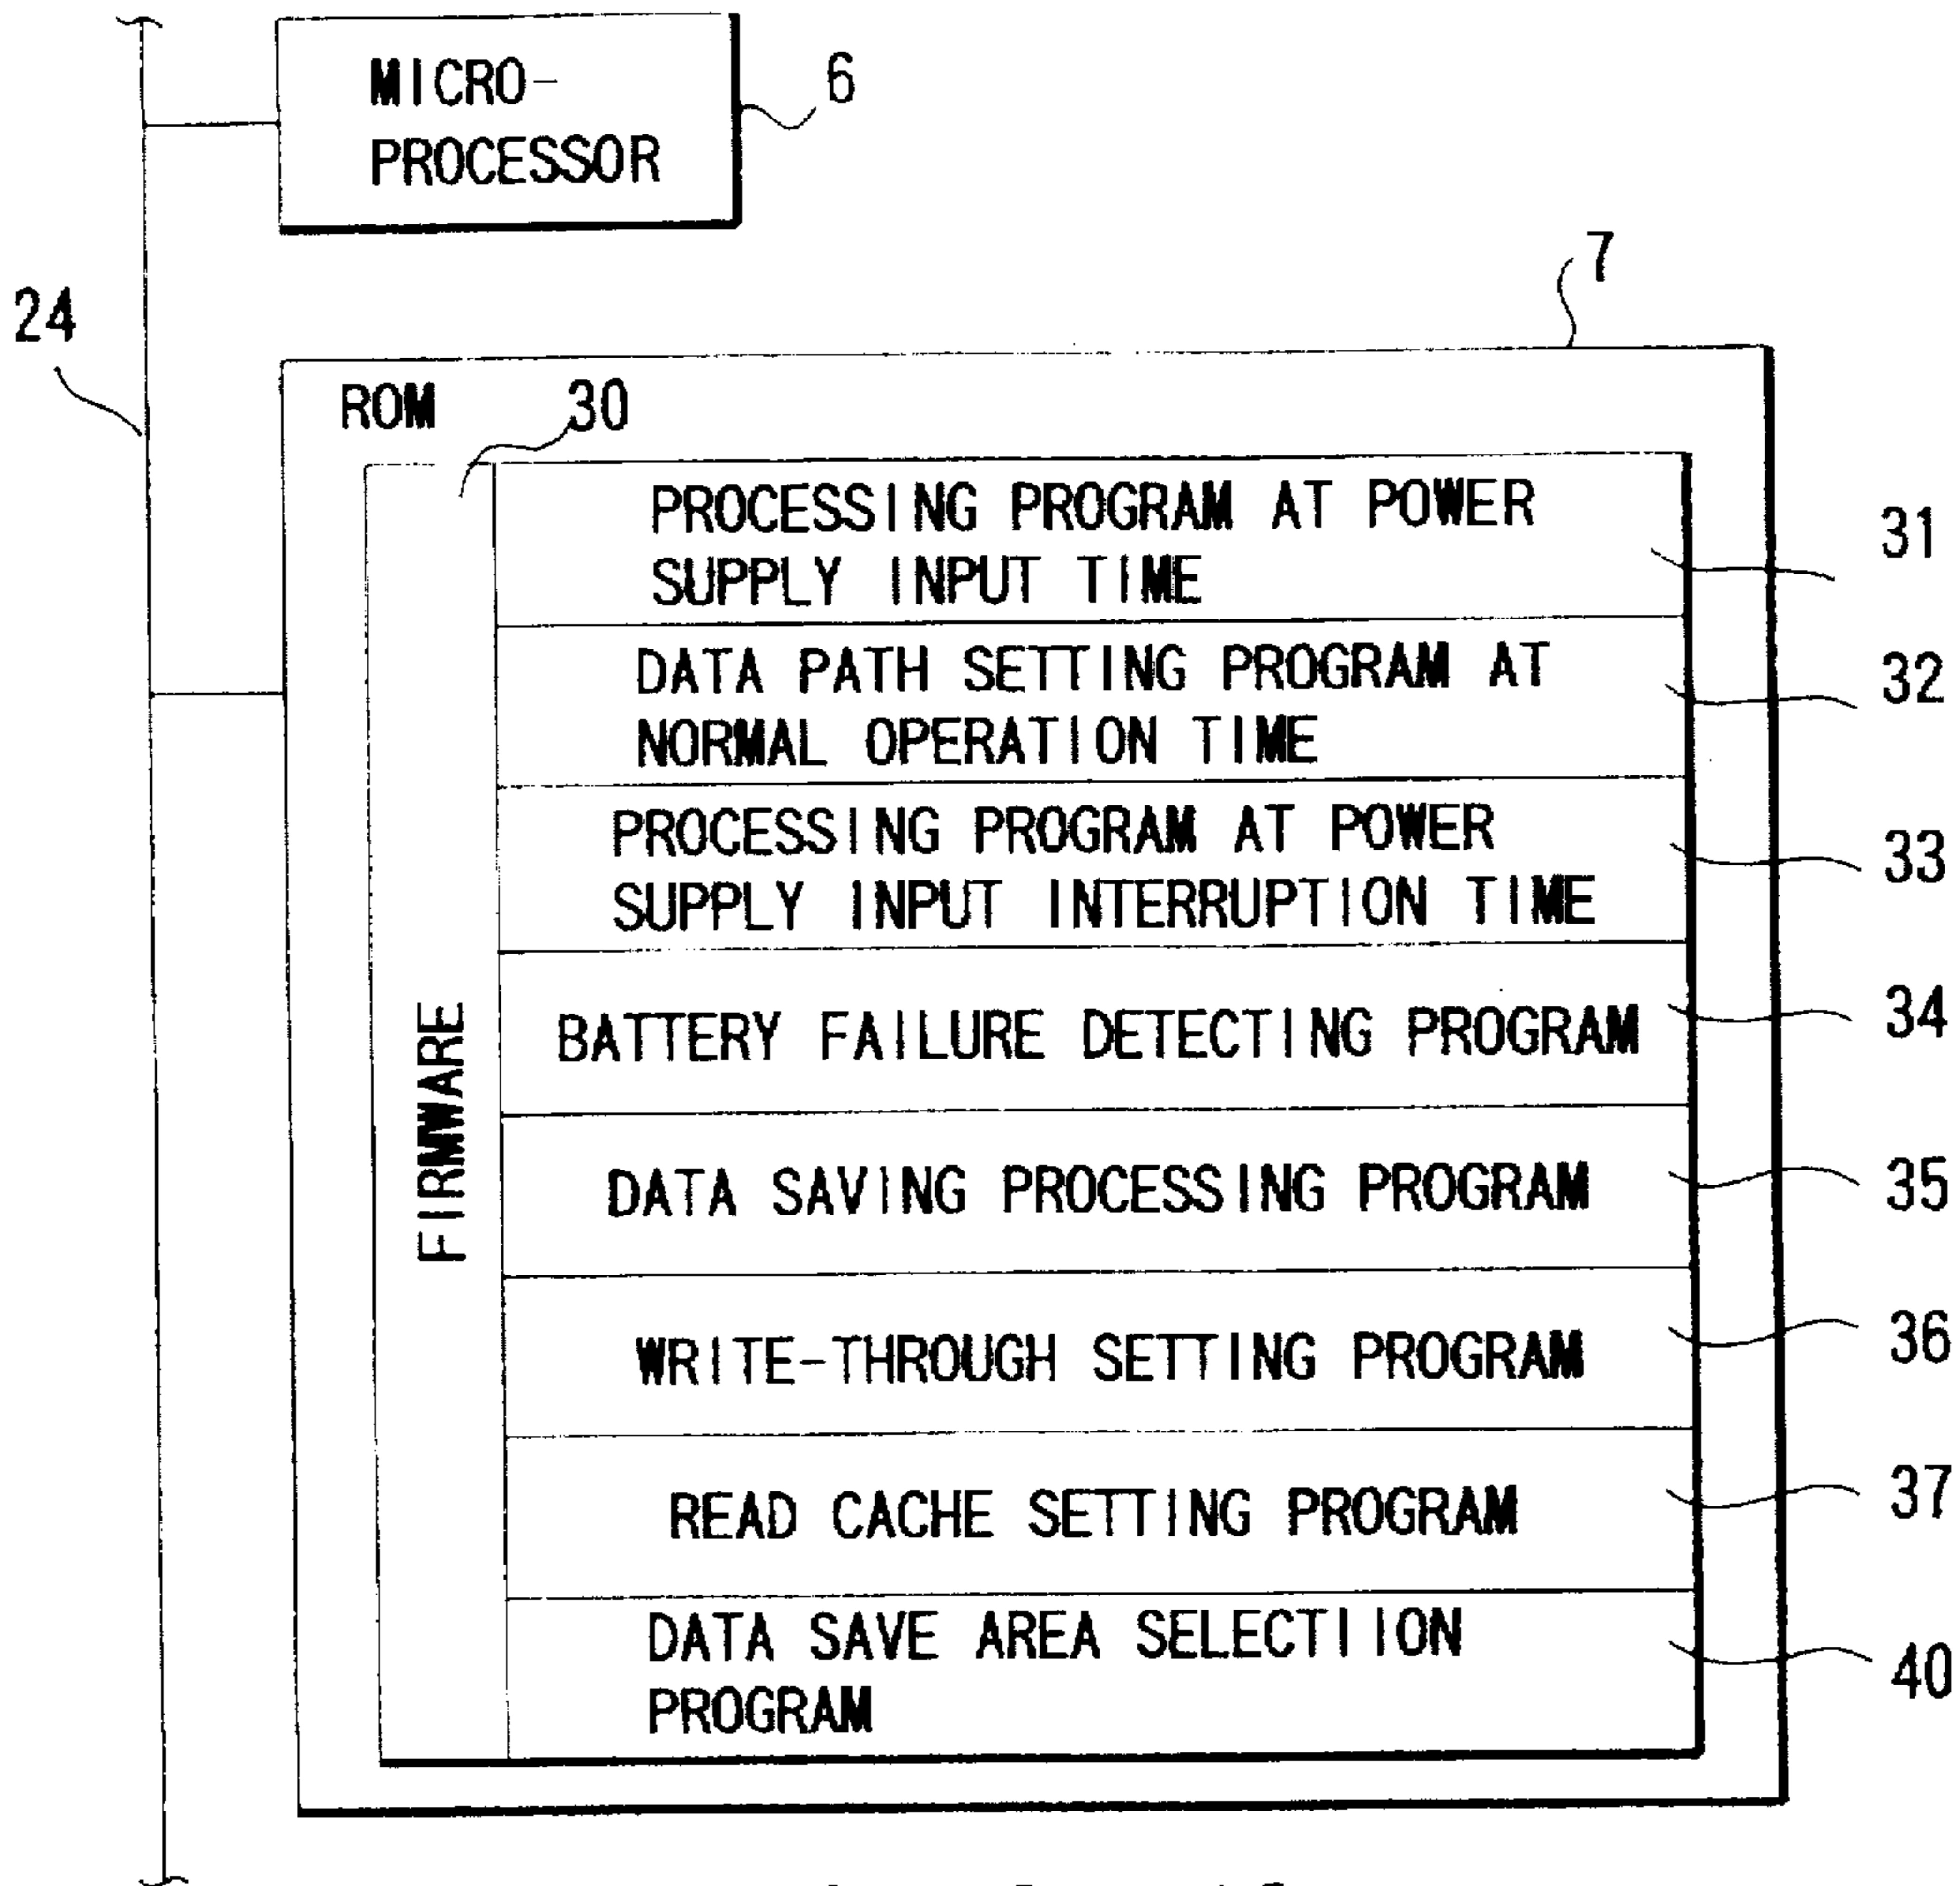 MICRO-
PROCESSOR
6
7
24
ROM
30
FIRMWARE
PROCESSING PROGRAM AT POWER
SUPPLY INPUT TIME
31
DATA PATH SETTING PROGRAM AT
NORMAL OPERATION TIME
32
PROCESSING PROGRAM AT POWER
SUPPLY INPUT INTERRUPTION TIME
33
BATTERY FAILURE DETECTING PROGRAM
34
DATA SAVING PROCESSING PROGRAM
35
WRITE-THROUGH SETTING PROGRAM
36
READ CACHE SETTING PROGRAM
37
DATA SAVE AREA SELECTIION
PROGRAM
40